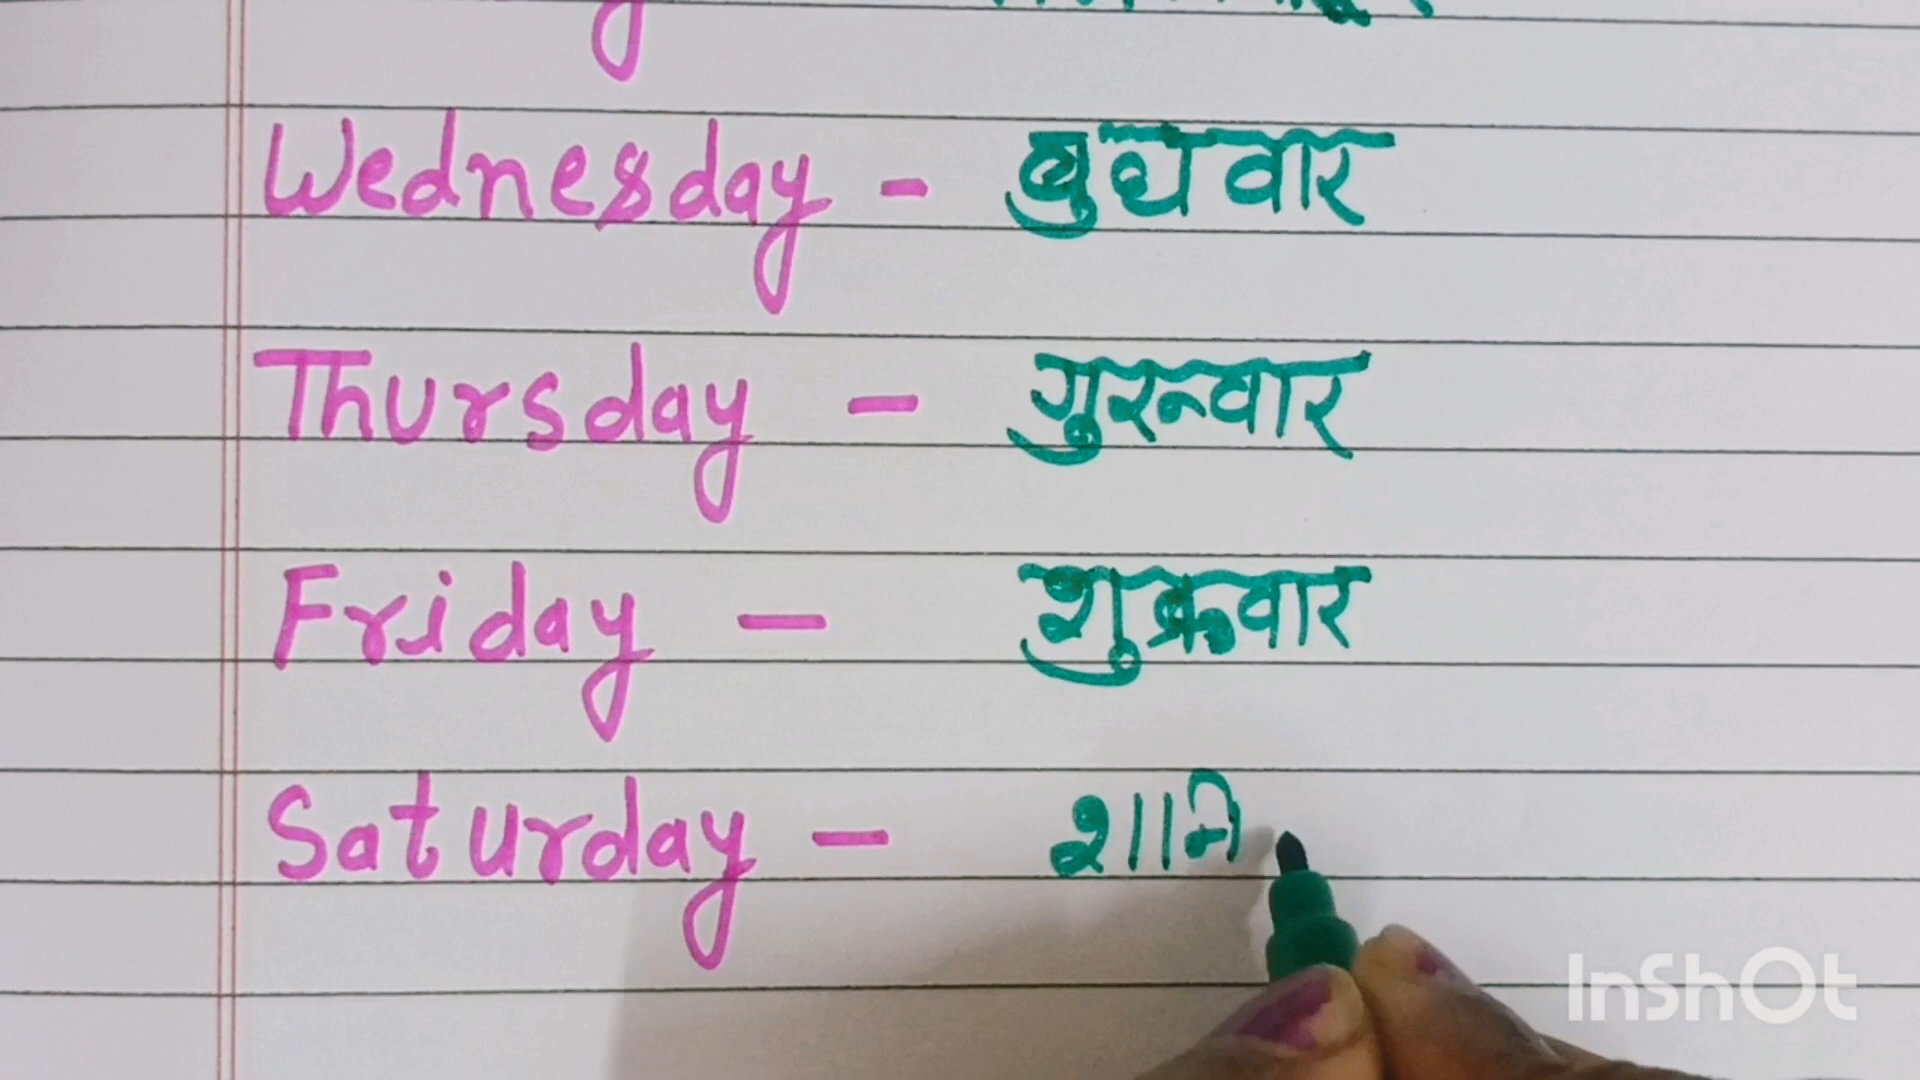 Wednesday - बुधवार
Thursday - गुरूवार
Friday - शुक्रवार
Saturday - शनि
InShOt